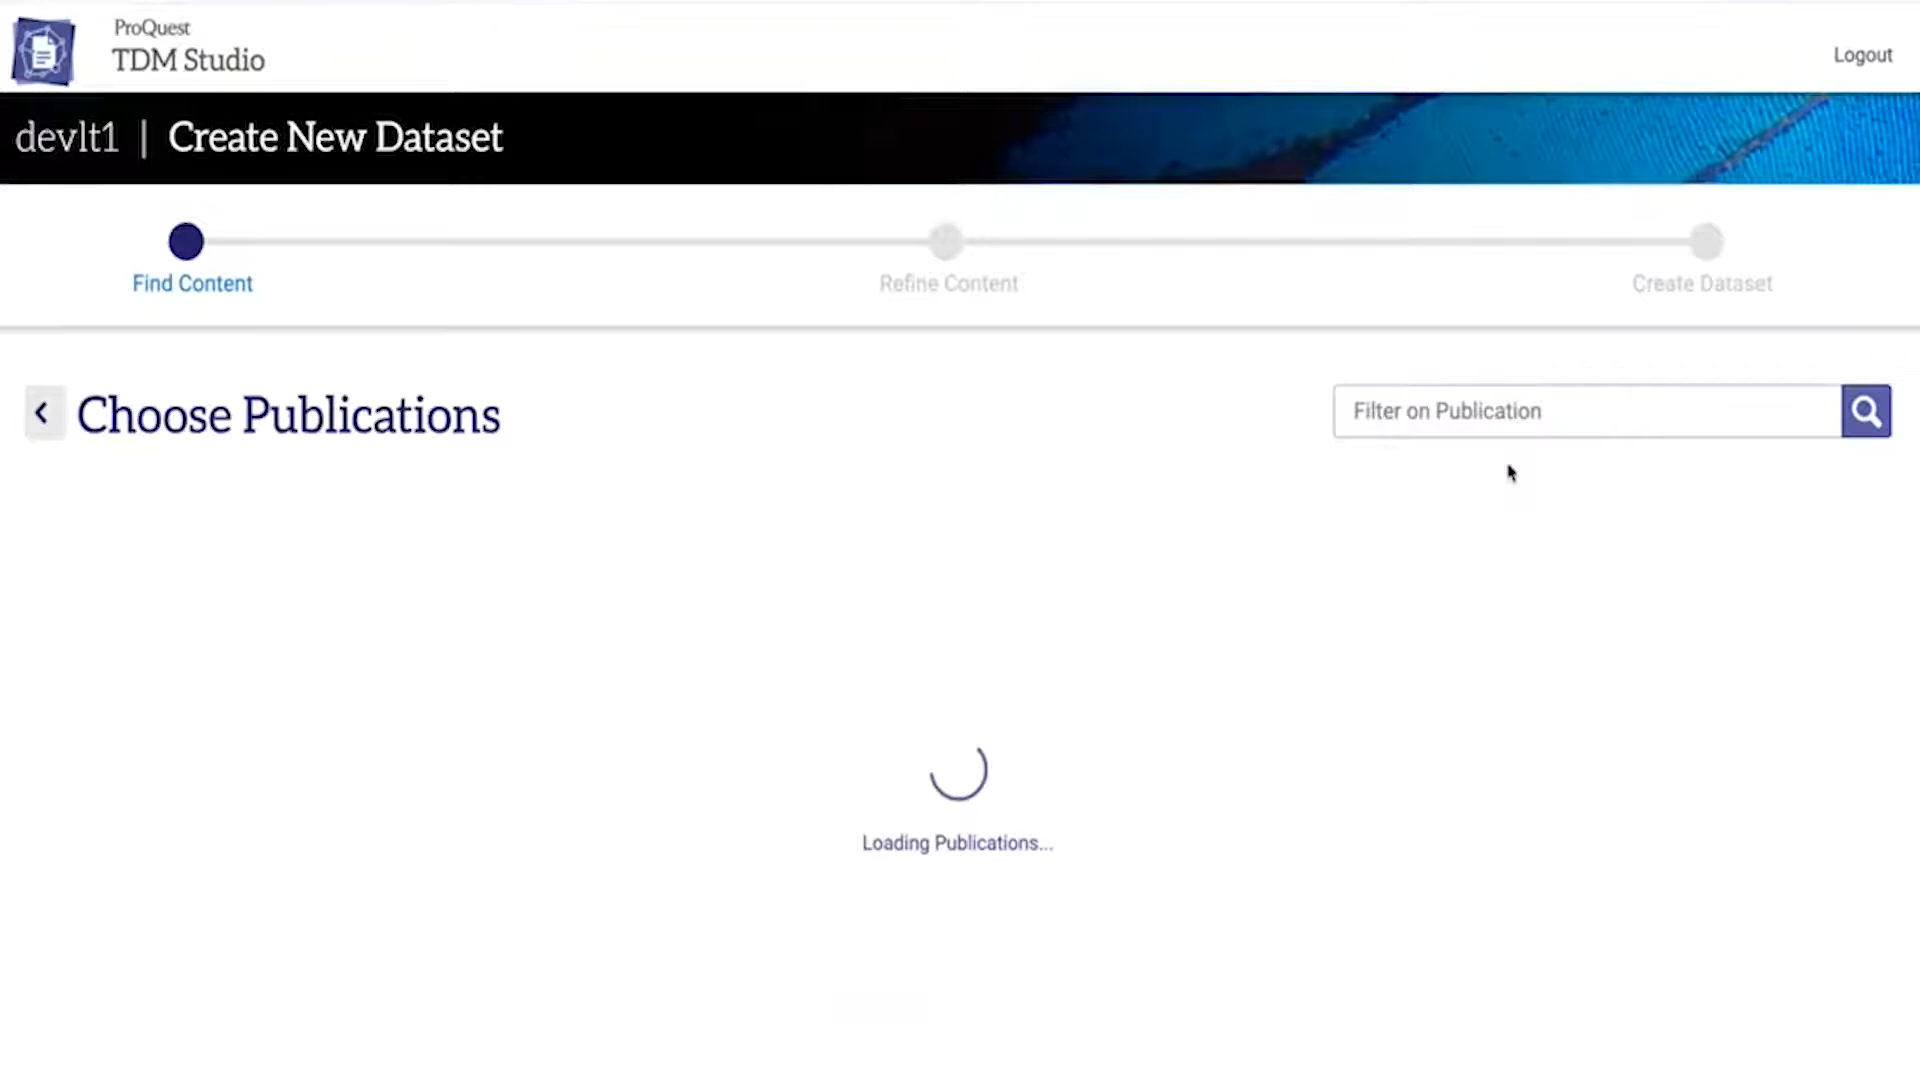 ProQuest
TDM Studio
Logout
devlt1 | Create New Dataset
Find Content
Refine Content
Create Dataset
Choose Publications
Filter on Publication
Loading Publications...